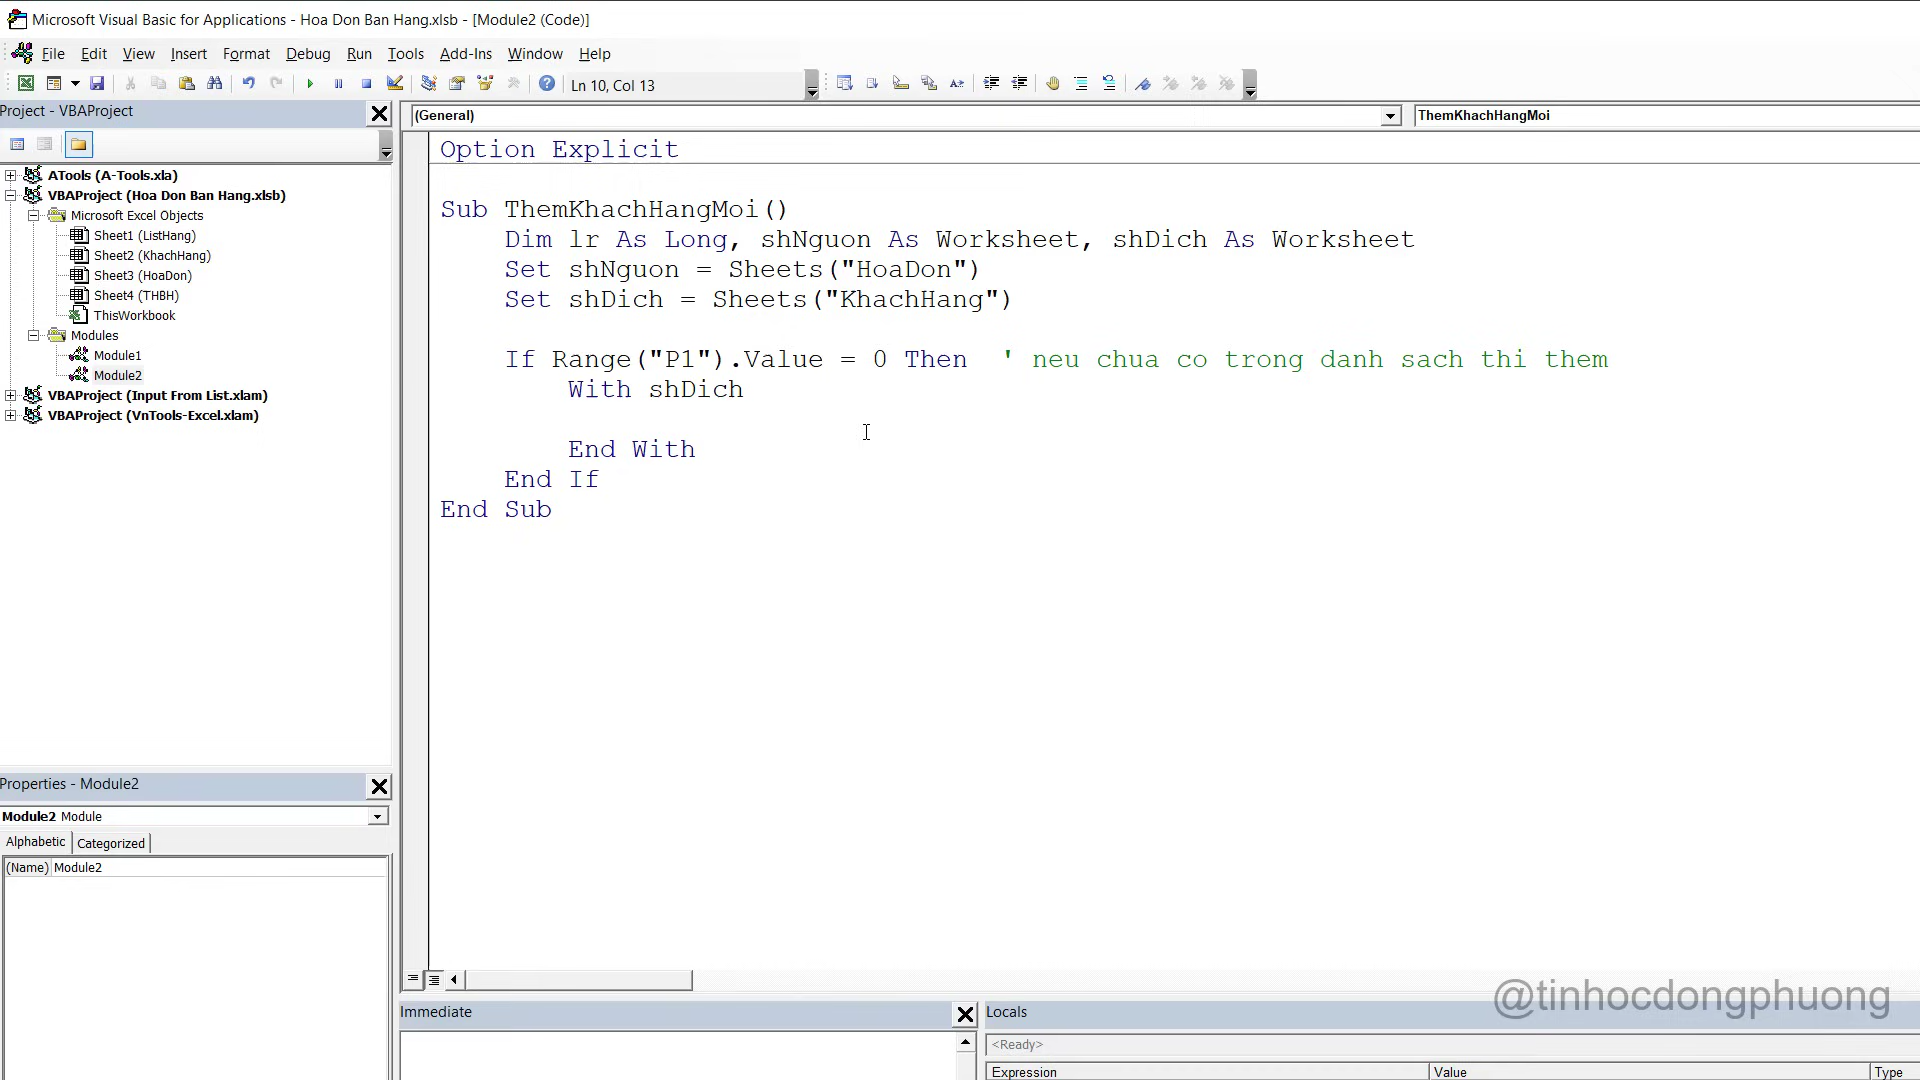 Microsoft Visual Basic for Applications - Hoa Don Ban Hang.xlsb - [Module2 (Code)]
File Edit View Insert Format Debug Run Tools Add-Ins Window Help
Ln 10, Col 13
Project - VBAProject
(General)
ThemKhachHangMoi
ATools (A-Tools.xla)
VBAProject (Hoa Don Ban Hang.xlsb)
Microsoft Excel Objects
Sheet1 (ListHang)
Sheet2 (KhachHang)
Sheet3 (HoaDon)
Sheet4 (THBH)
ThisWorkbook
Modules
Module1
Module2
VBAProject (Input From List.xlam)
VBAProject (VnTools-Excel.xlam)
Option Explicit
Sub ThemKhachHangMoi()
Dim lr As Long, shNguon As Worksheet, shDich As Worksheet
Set shNguon = Sheets("HoaDon")
Set shDich = Sheets("KhachHang")
If Range("P1").Value = 0 Then ' neu chua co trong danh sach thi them
With shDich
End With
End If
End Sub
Properties - Module2
Module2 Module
Alphabetic Categorized
(Name) Module2
Immediate
Locals
<Ready>
Expression Value Type
@tinhocdongphuong